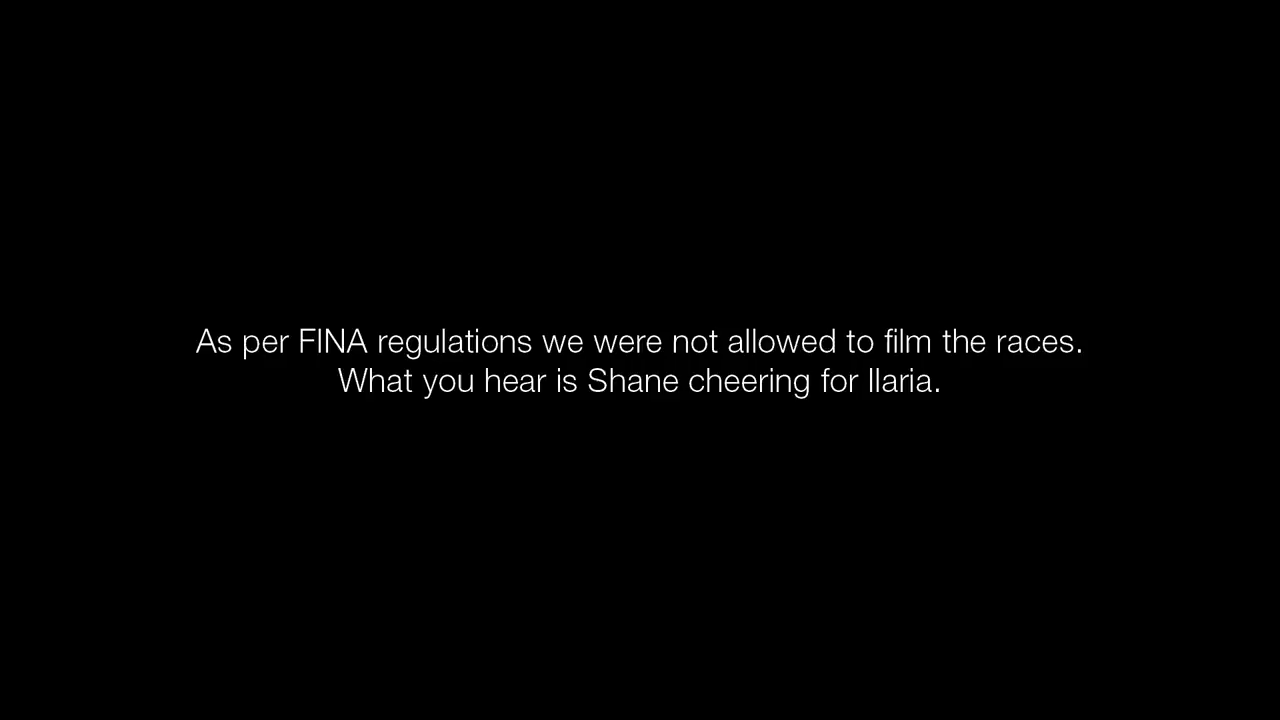 As per FINA regulations we were not allowed to film the races.
What you hear is Shane cheering for Ilaria.